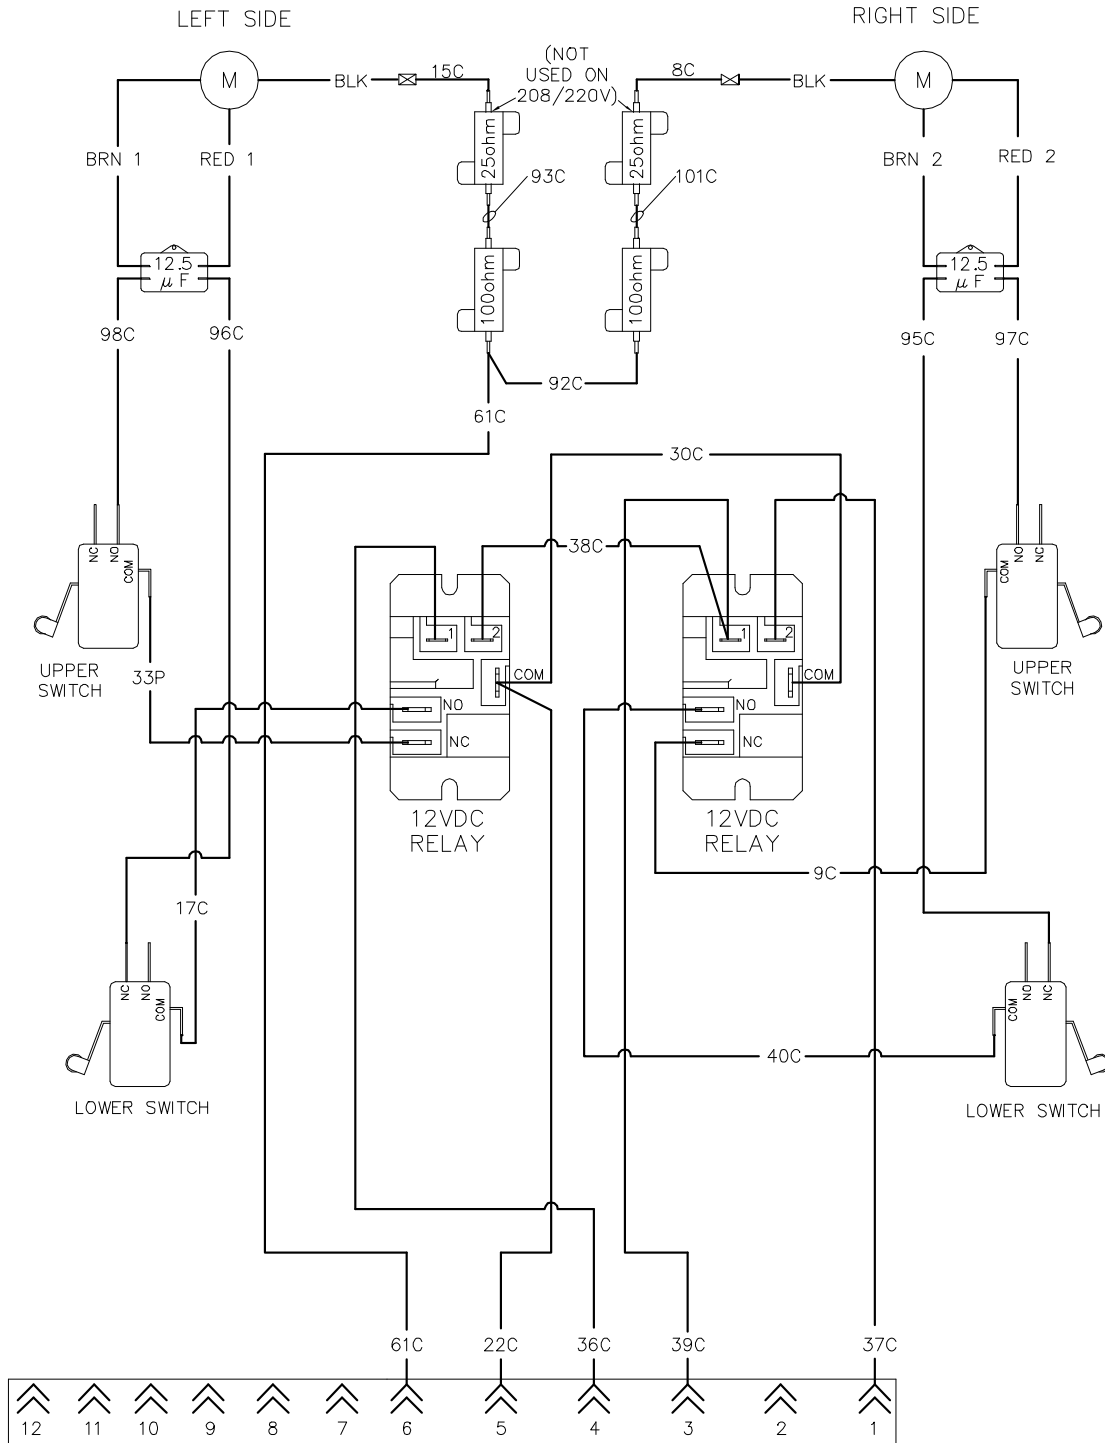 LEFT SIDE
RIGHT SIDE
M
BLK
15C
(NOT
USED ON
208/220V)
8C
BLK
M
BRN 1
RED 1
25ohm
25ohm
BRN 2
RED 2
93C
101C
12.5
μF
100ohm
100ohm
12.5
μF
98C
96C
95C
97C
92C
61C
30C
38C
NC
NO
COM
NO
NC
COM
1
2
1
2
UPPER
SWITCH
33P
COM
COM
UPPER
SWITCH
NO
NC
NO
NC
12VDC
RELAY
12VDC
RELAY
9C
17C
NC
NO
COM
COM
NO
NC
40C
LOWER SWITCH
LOWER SWITCH
61C
22C
36C
39C
37C
12
11
10
9
8
7
6
5
4
3
2
1